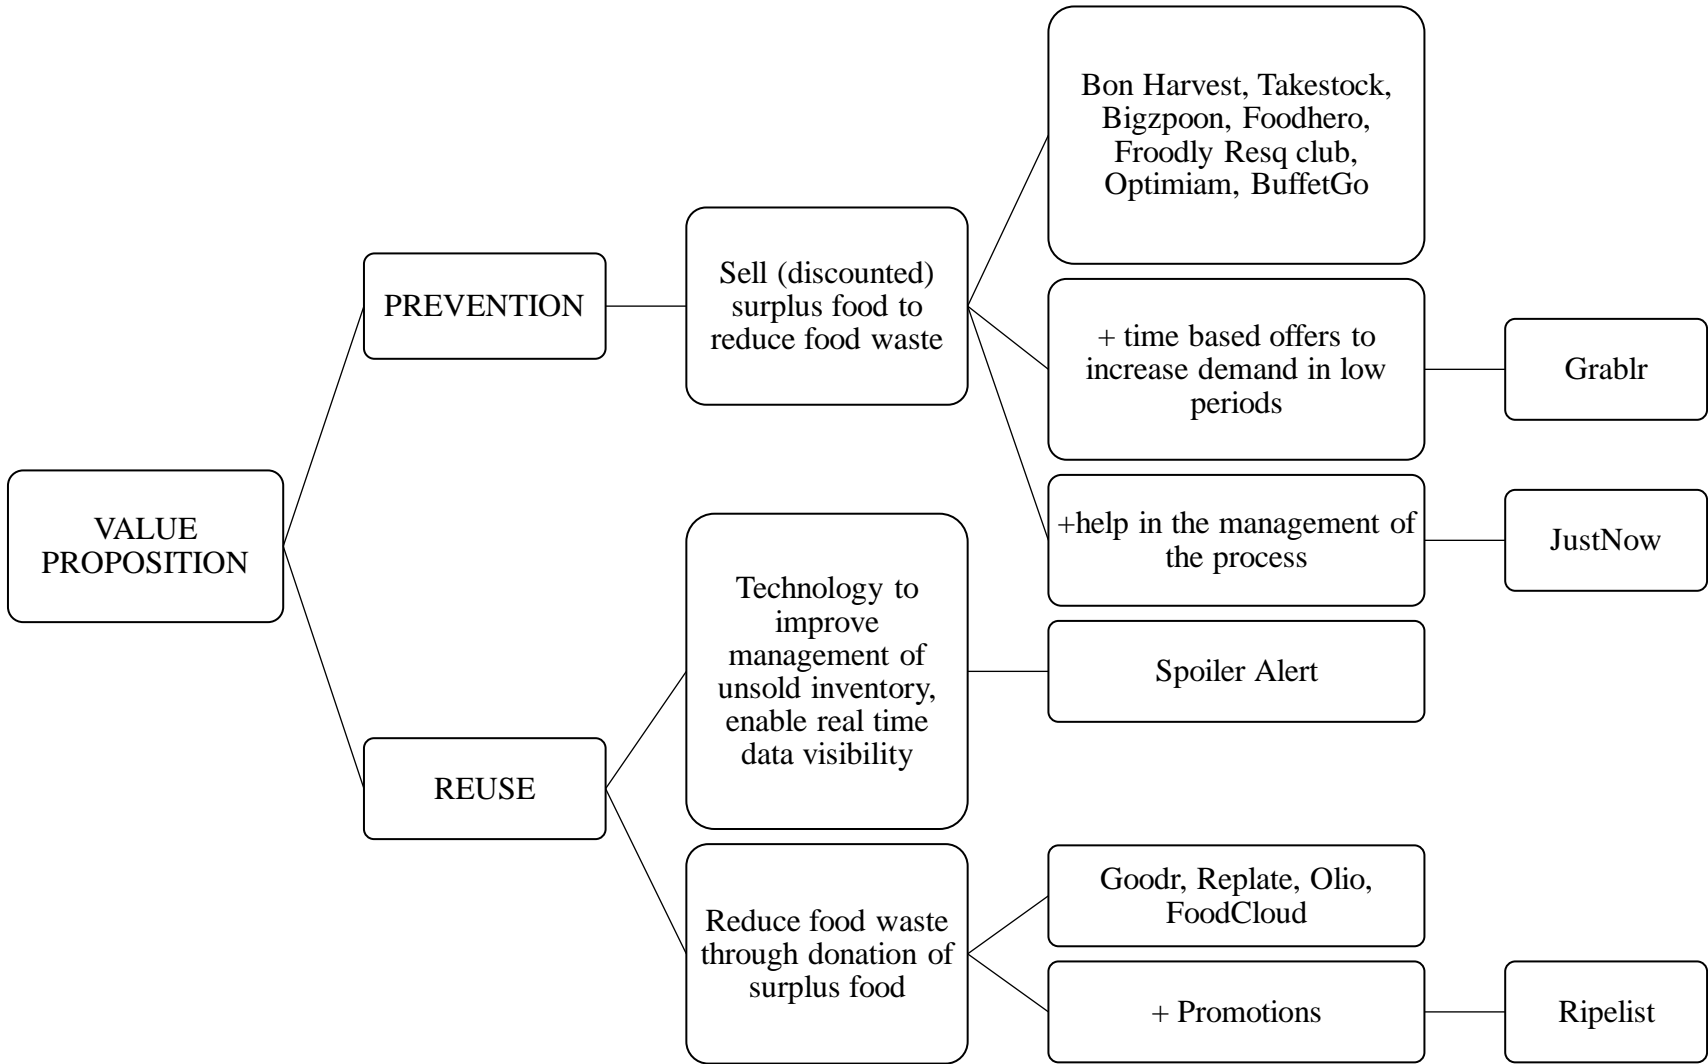 VALUE
PROPOSITION
PREVENTION
Sell (discounted)
surplus food to
reduce food waste
Bon Harvest, Takestock,
Bigzpoon, Foodhero,
Froodly Resq club,
Optimiam, BuffetGo
+ time based offers to
increase demand in low
periods
Grablr
+help in the management of
the process
JustNow
REUSE
Technology to
improve
management of
unsold inventory,
enable real time
data visibility
Spoiler Alert
Reduce food waste
through donation of
surplus food
Goodr, Replate, Olio,
FoodCloud
+ Promotions
Ripelist